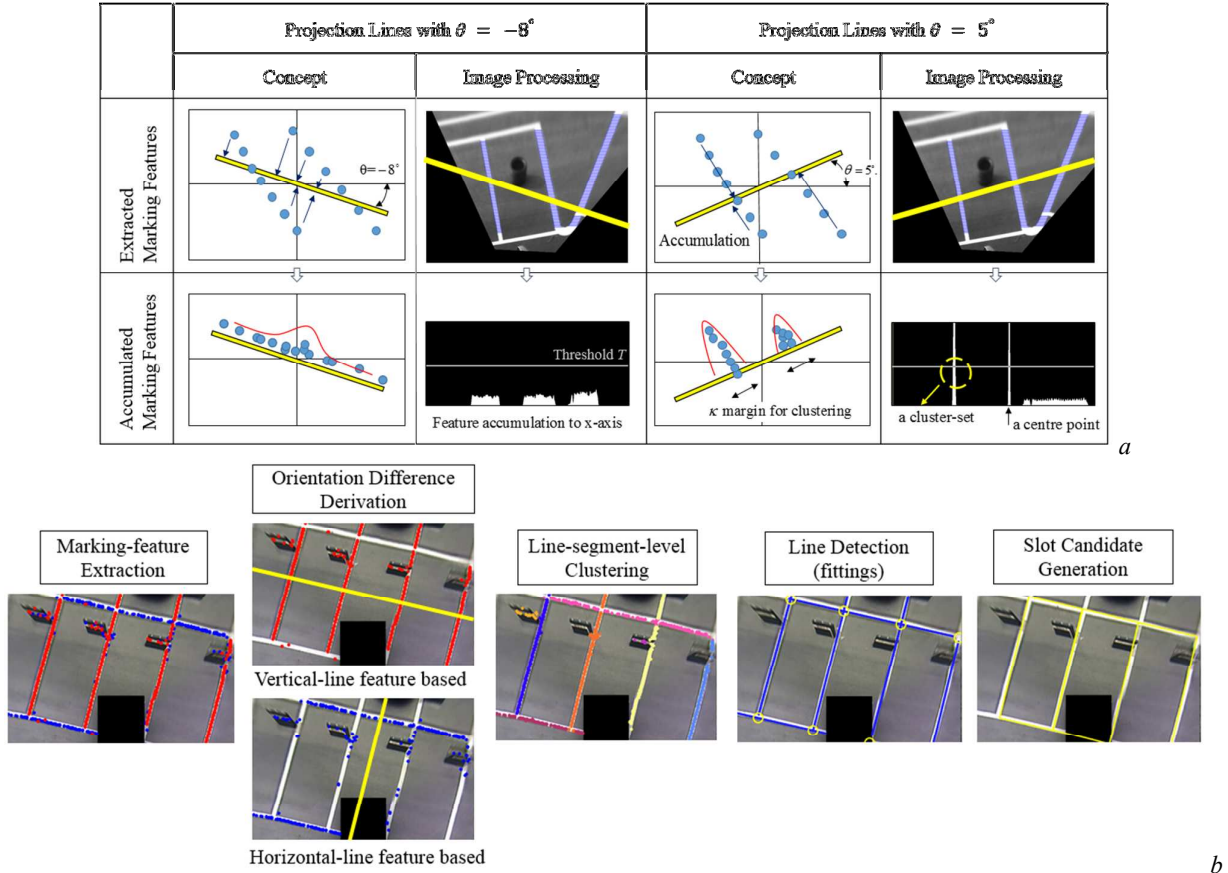 Projection Lines with θ = −8°
Projection Lines with θ = 5°
Concept
Image Processing
Concept
Image Processing
Extracted
Marking Features
θ=−8°
θ = 5°.
Accumulation
Accumulated
Marking Features
Threshold T
Feature accumulation to x-axis
κ margin for clustering
a cluster-set
a centre point
a
Orientation Difference
Derivation
Marking-feature
Extraction
Line-segment-level
Clustering
Line Detection
(fittings)
Slot Candidate
Generation
Vertical-line feature based
Horizontal-line feature based
b